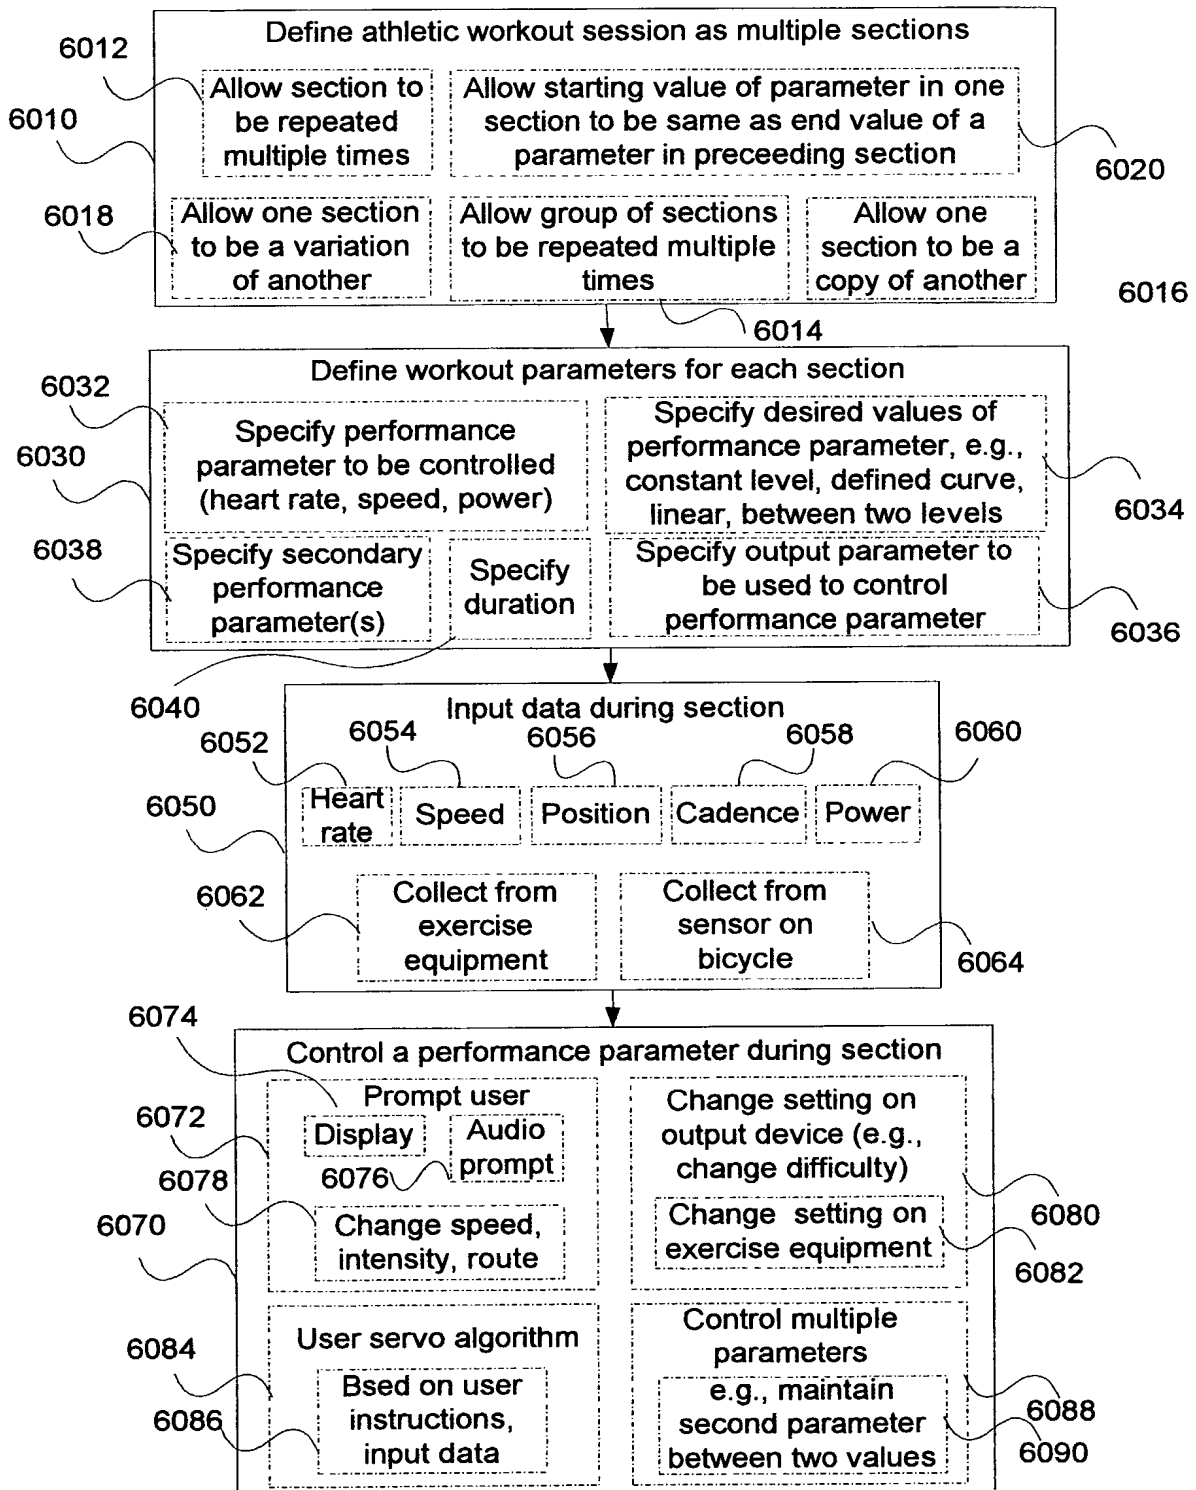 Define athletic workout session as multiple sections
6012
6010
Allow section to
be repeated
multiple times
Allow starting value of parameter in one
section to be same as end value of a
parameter in preceeding section
6020
6018
Allow one section
to be a variation
of another
Allow group of sections
to be repeated multiple
times
Allow one
section to be a
copy of another
6016
6014
Define workout parameters for each section
6032
6030
Specify performance
parameter to be controlled
(heart rate, speed, power)
Specify desired values of
performance parameter, e.g.,
constant level, defined curve,
linear, between two levels
6034
6038
Specify secondary
performance
parameter(s)
Specify
duration
Specify output parameter to
be used to control
performance parameter
6036
6040
Input data during section
6052
6054
6056
6058
6060
6050
Heart
rate
Speed
Position
Cadence
Power
6062
Collect from
exercise
equipment
Collect from
sensor on
bicycle
6064
6074
Control a performance parameter during section
6072
Prompt user
Display
Audio
prompt
6076
6078
6070
Change speed,
intensity, route
Change setting on
output device (e.g.,
change difficulty)
6080
Change setting on
exercise equipment
6082
6084
User servo algorithm
6086
Bsed on user
instructions,
input data
Control multiple
parameters
6088
e.g., maintain
second parameter
between two values
6090